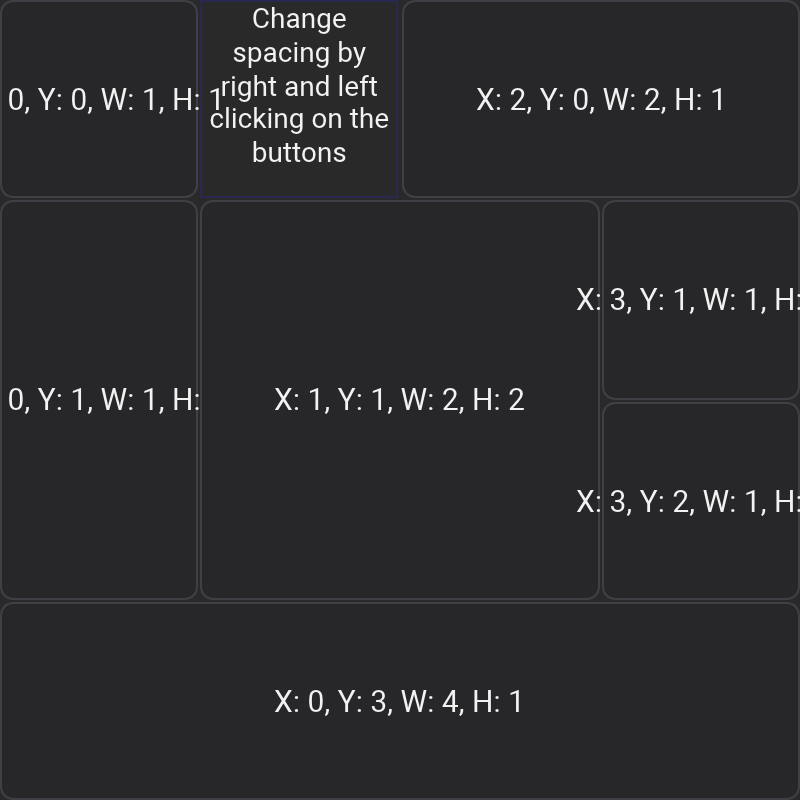 0, Y: 0, W: 1, H: 1
Change
spacing by
right and left
clicking on the
buttons
X: 2, Y: 0, W: 2, H: 1
0, Y: 1, W: 1, H:
X: 1, Y: 1, W: 2, H: 2
X: 3, Y: 1, W: 1, H:
X: 3, Y: 2, W: 1, H:
X: 0, Y: 3, W: 4, H: 1